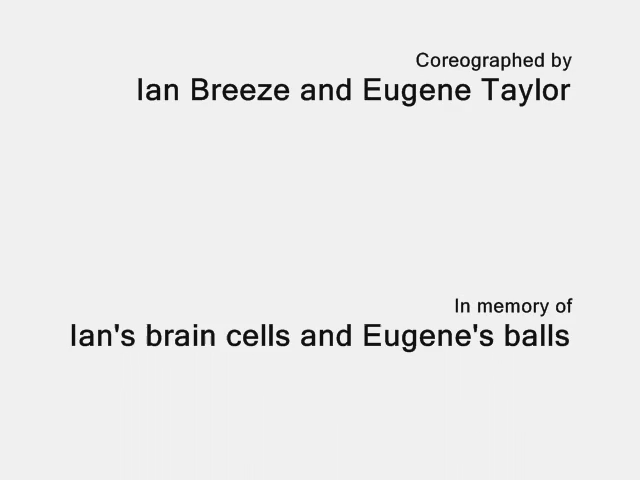 Coreographed by
Ian Breeze and Eugene Taylor
In memory of
Ian's brain cells and Eugene's balls